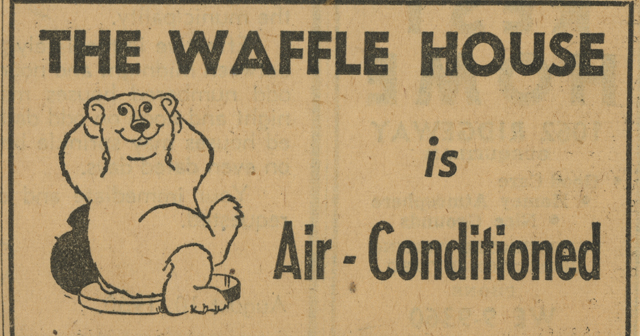 THE WAFFLE HOUSE
is
Air - Conditioned